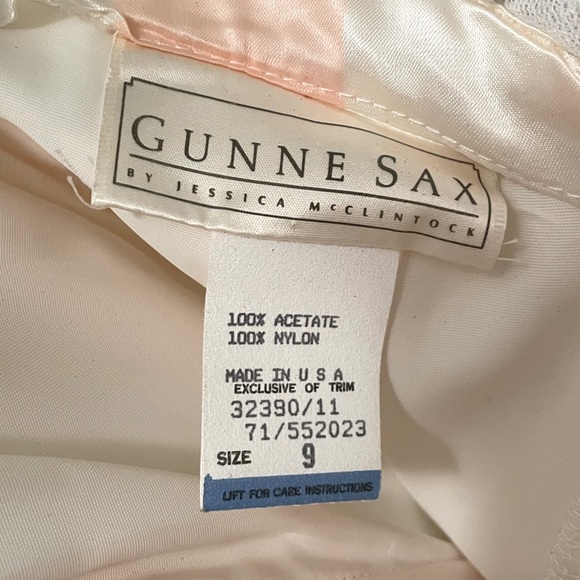 GUNNE SAX
BY JESSICA McCLINTOCK
100% ACETATE
100% NYLON
MADE IN U S A
EXCLUSIVE OF TRIM
32390/11
71/552023
SIZE 9
LIFT FOR CARE INSTRUCTIONS